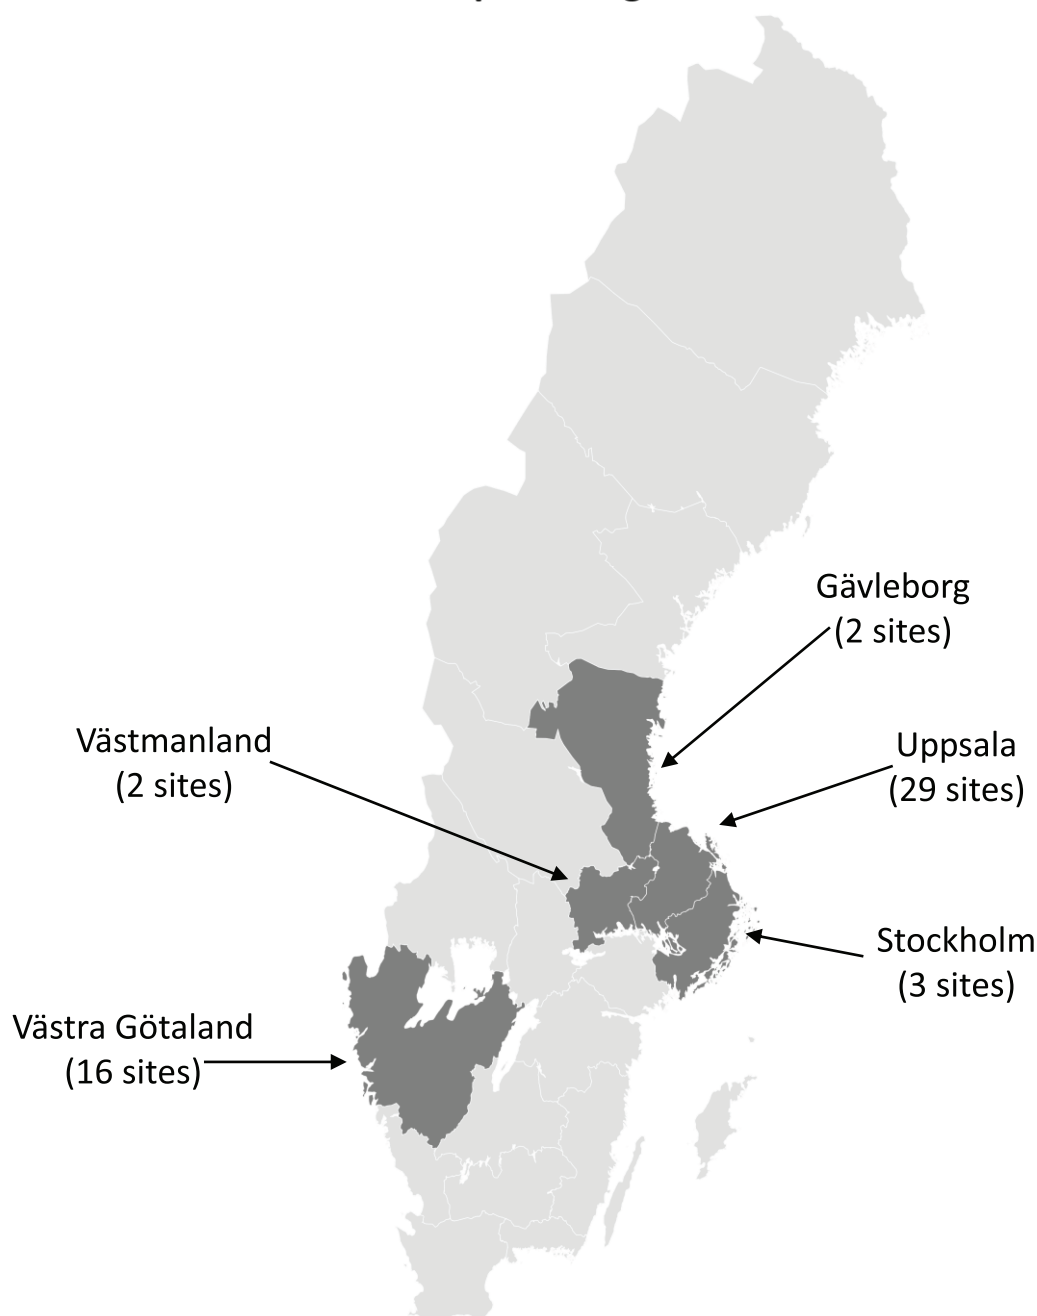 Gävleborg
(2 sites)
Västmanland
(2 sites)
Uppsala
(29 sites)
Stockholm
(3 sites)
Västra Götaland
(16 sites)